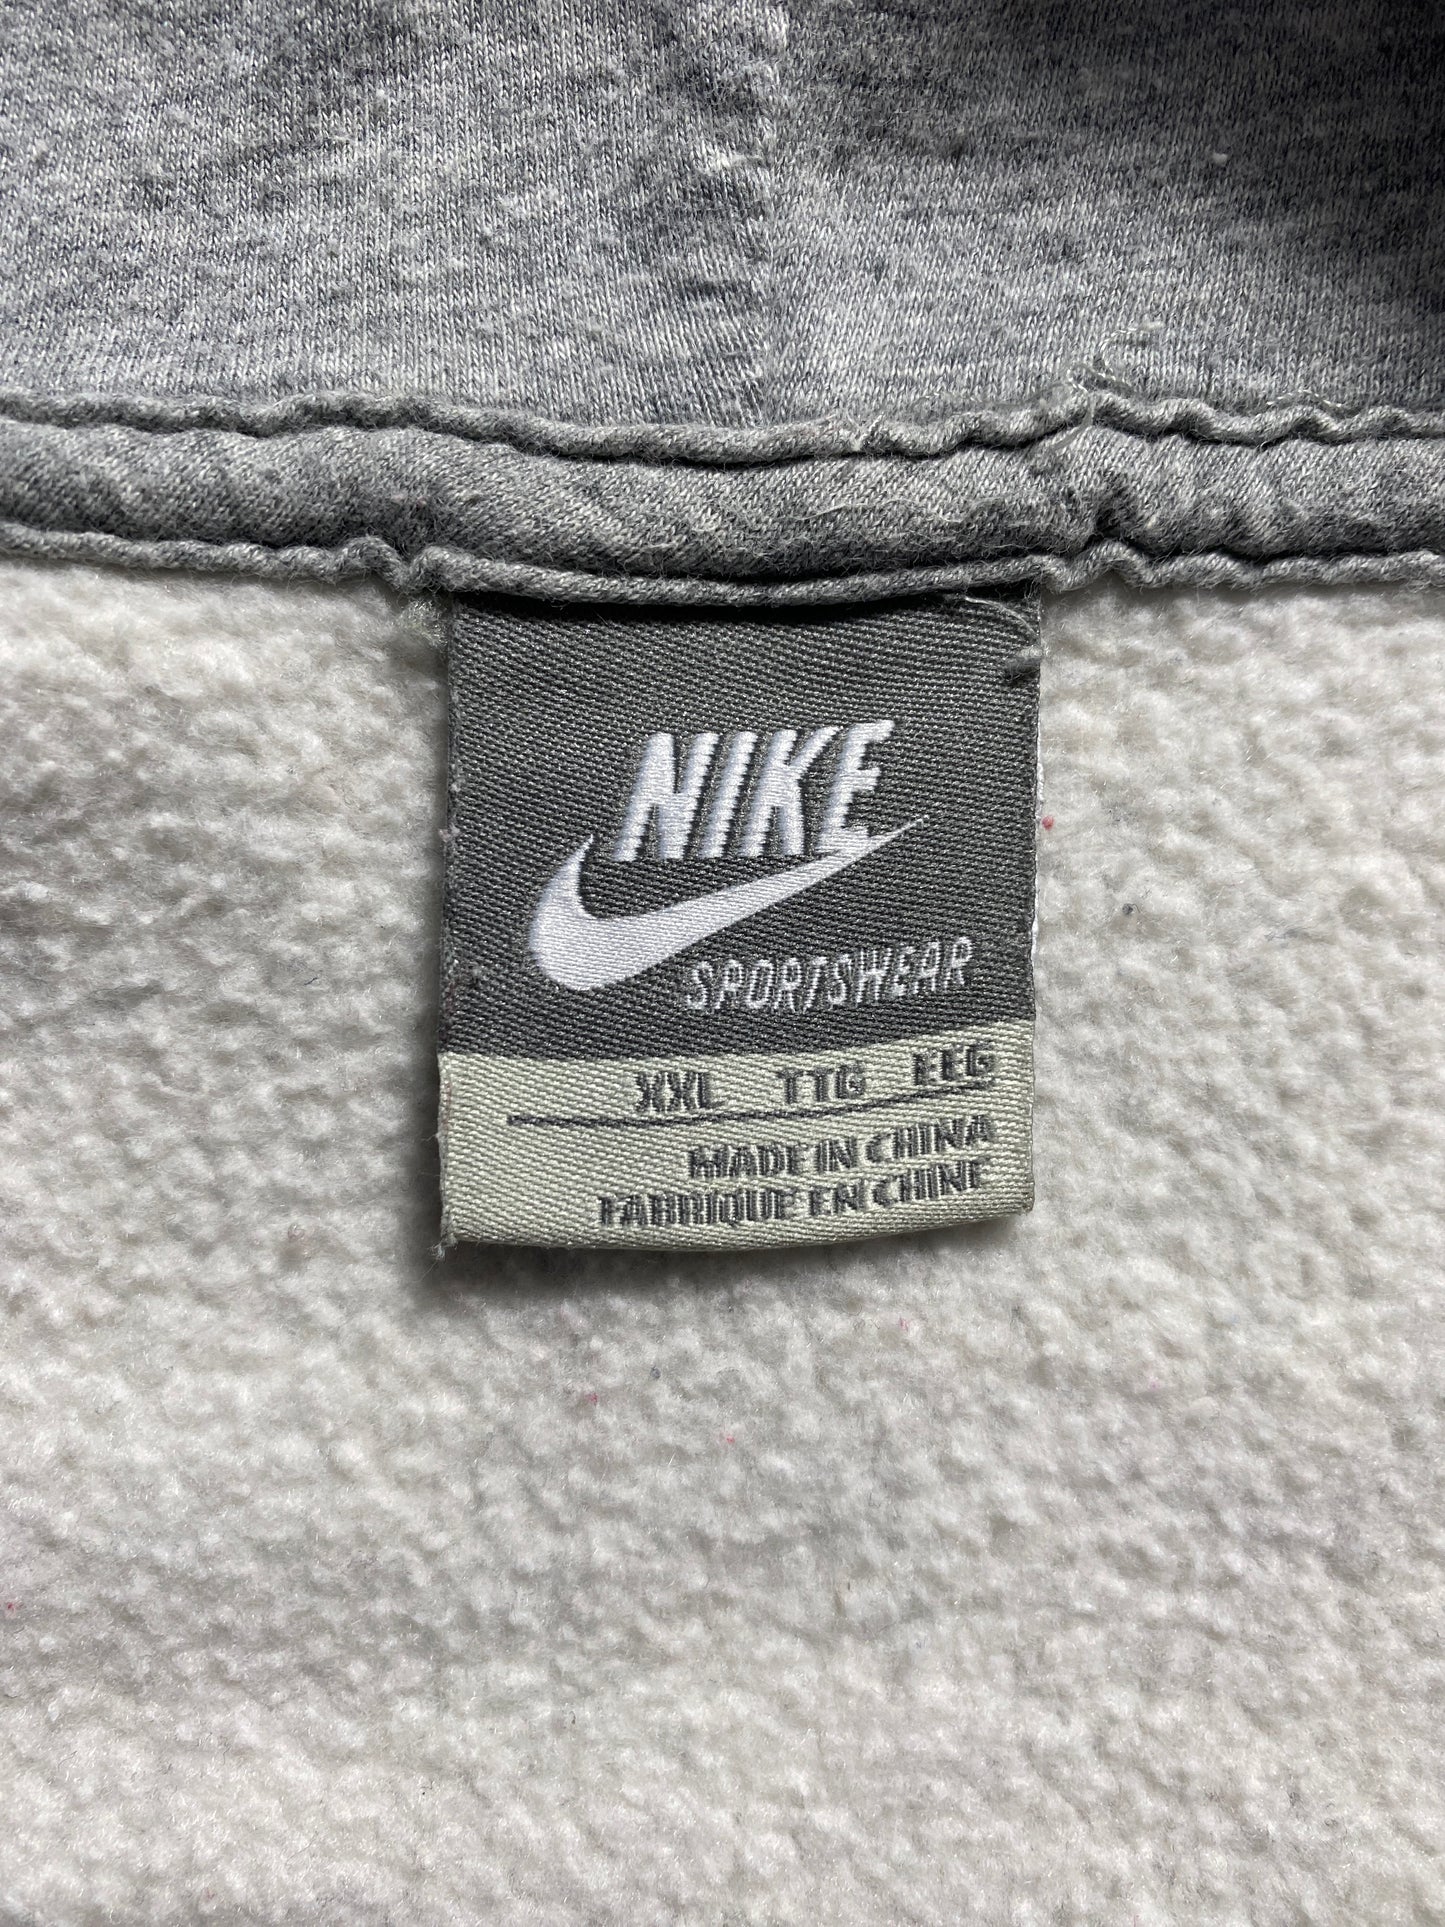 NIKE
SPORTSWEAR
XXL TTG EEG
MADE IN CHINA
FABRIQUE EN CHINE